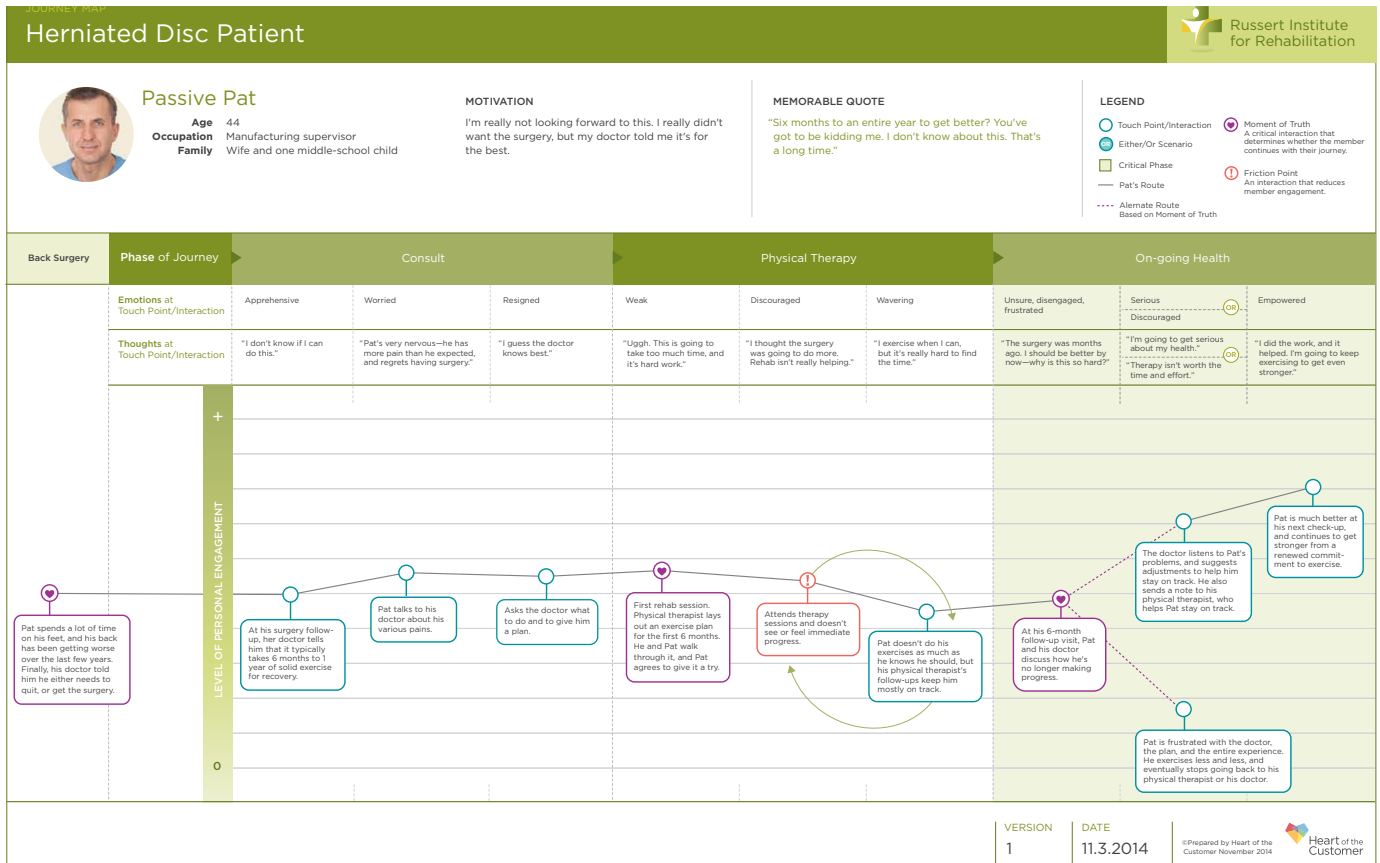 JOURNEY MAP
Herniated Disc Patient
Russert Institute
for Rehabilitation
Passive Pat
Age 44
Occupation Manufacturing supervisor
Family Wife and one middle-school child
MOTIVATION
I'm really not looking forward to this. I really didn't
want the surgery, but my doctor told me it's for
the best.
MEMORABLE QUOTE
“Six months to an entire year to get better? You've
got to be kidding me. I don't know about this. That's
a long time.”
LEGEND
Touch Point/Interaction
OR Either/Or Scenario
Critical Phase
Pat's Route
Alernate Route
Based on Moment of Truth
Moment of Truth
A critical interaction that
determines whether the member
continues with their journey.
Friction Point
An interaction that reduces
member engagement.
Back Surgery
Phase of Journey
Consult
Physical Therapy
On-going Health
Emotions at
Touch Point/Interaction
Apprehensive
Worried
Resigned
Weak
Discouraged
Wavering
Unsure, disengaged,
frustrated
Serious
OR
Discouraged
Empowered
Thoughts at
Touch Point/Interaction
“I don't know if I can
do this.”
“Pat's very nervous—he has
more pain than he expected,
and regrets having surgery.”
“I guess the doctor
knows best.”
“Uggh. This is going to
take too much time, and
it's hard work.”
“I thought the surgery
was going to do more.
Rehab isn't really helping.”
“I exercise when I can,
but it's really hard to find
the time.”
“The surgery was months
ago. I should be better by
now—why is this so hard?”
“I'm going to get serious
about my health.”
OR
“Therapy isn't worth the
time and effort.”
“I did the work, and it
helped. I'm going to keep
exercising to get even
stronger.”
+
LEVEL OF PERSONAL ENGAGEMENT
0
Pat spends a lot of time
on his feet, and his back
has been getting worse
over the last few years.
Finally, his doctor told
him he either needs to
quit, or get the surgery.
At his surgery follow-
up, her doctor tells
him that it typically
takes 6 months to 1
year of solid exercise
for recovery.
Pat talks to his
doctor about his
various pains.
Asks the doctor what
to do and to give him
a plan.
First rehab session.
Physical therapist lays
out an exercise plan
for the first 6 months.
He and Pat walk
through it, and Pat
agrees to give it a try.
Attends therapy
sessions and doesn't
see or feel immediate
progress.
Pat doesn't do his
exercises as much as
he knows he should, but
his physical therapist's
follow-ups keep him
mostly on track.
At his 6-month
follow-up visit, Pat
and his doctor
discuss how he's
no longer making
progress.
The doctor listens to Pat's
problems, and suggests
adjustments to help him
stay on track. He also
sends a note to his
physical therapist, who
helps Pat stay on track.
Pat is much better at
his next check-up,
and continues to get
stronger from a
renewed commit-
ment to exercise.
Pat is frustrated with the doctor,
the plan, and the entire experience.
He exercises less and less, and
eventually stops going back to his
physical therapist or his doctor.
VERSION
1
DATE
11.3.2014
©Prepared by Heart of the
Customer November 2014
Heart of the
Customer